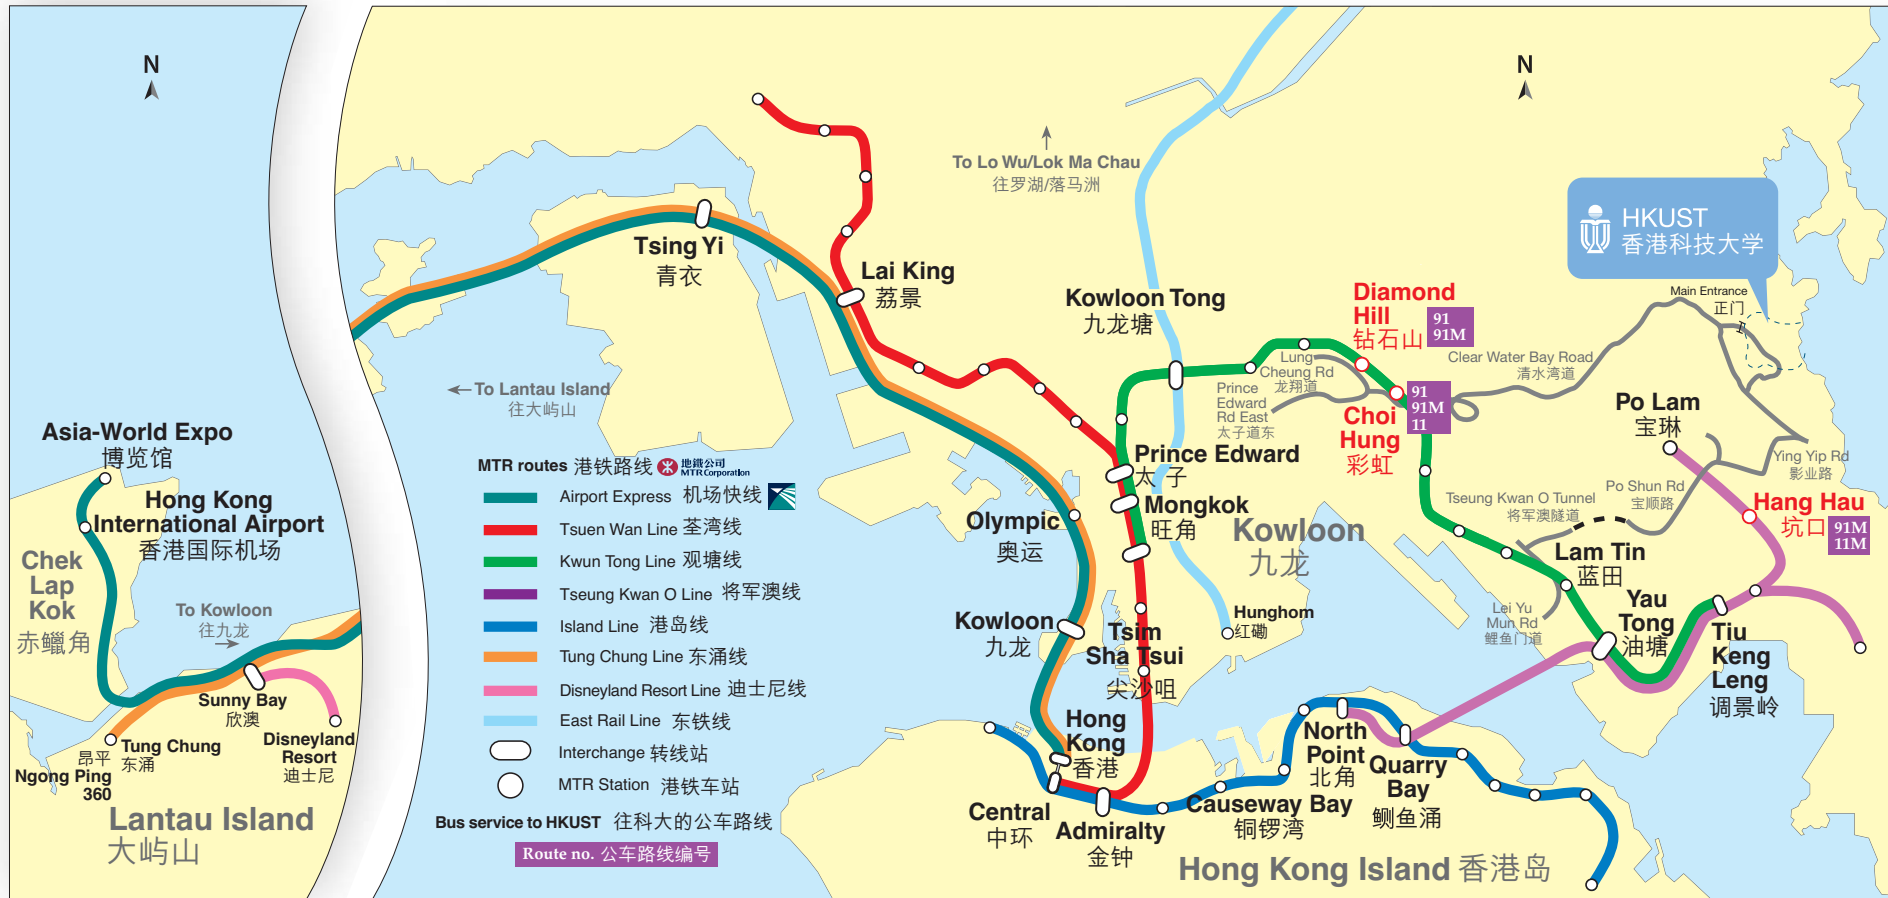 N
N
To Lo Wu/Lok Ma Chau
往罗湖/落马洲
HKUST
香港科技大学
Tsing Yi
青衣
Lai King
荔景
Kowloon Tong
九龙塘
Diamond
Hill
钻石山
91
91M
Main Entrance
正门
Lung
Cheung Rd
龙翔道
Clear Water Bay Road
清水湾道
To Lantau Island
往大屿山
Prince
Edward
Rd East
太子道东
Choi
Hung
彩虹
91
91M
11
Po Lam
宝琳
Asia-World Expo
博览馆
Prince Edward
太 子
Ying Yip Rd
影业路
MTR routes 港铁路线
地鐵公司
MTR Corporation
Airport Express 机场快线
Tsuen Wan Line 荃湾线
Kwun Tong Line 观塘线
Tseung Kwan O Line 将军澳线
Island Line 港岛线
Tung Chung Line 东涌线
Disneyland Resort Line 迪士尼线
East Rail Line 东铁线
Interchange 转线站
MTR Station 港铁车站
Bus service to HKUST 往科大的公车路线
Route no. 公车路线编号
Hong Kong
International Airport
香港国际机场
Chek
Lap
Kok
赤鱲角
To Kowloon
往九龙
Sunny Bay
欣澳
Disneyland
Resort
迪士尼
Tung Chung
东涌
昂平
Ngong Ping
360
Lantau Island
大屿山
Olympic
奥运
Mongkok
旺角
Kowloon
九龙
Tseung Kwan O Tunnel
将军澳隧道
Po Shun Rd
宝顺路
Hang Hau
坑口
91M
11M
Lam Tin
蓝田
Lei Yu
Mun Rd
鲤鱼门道
Yau
Tong
油塘
Tiu
Keng
Leng
调景岭
Kowloon
九龙
Tsim
Sha Tsui
尖沙咀
Hunghom
红磡
Hong
Kong
香港
Central
中环
Admiralty
金钟
Causeway Bay
铜锣湾
North
Point
北角
Quarry
Bay
鲗鱼涌
Hong Kong Island 香港岛